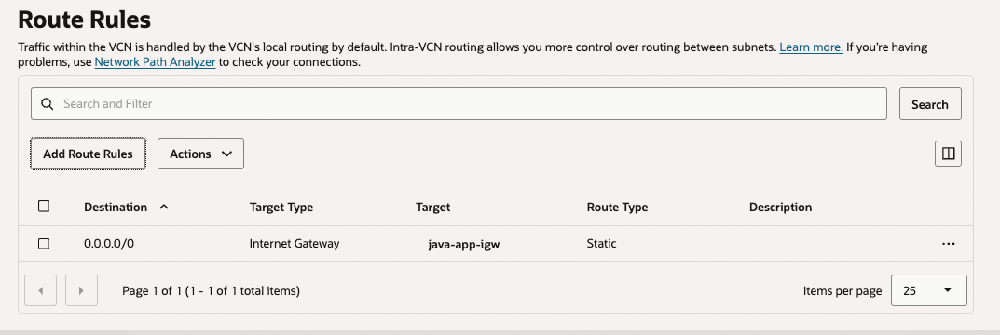 Route Rules
Traffic within the VCN is handled by the VCN's local routing by default. Intra-VCN routing allows you more control over routing between subnets. Learn more. If you're having
problems, use Network Path Analyzer to check your connections.
Search and Filter
Search
Add Route Rules
Actions
Destination Target Type Target Route Type Description
0.0.0.0/0 Internet Gateway java-app-igw Static
Page 1 of 1 (1 - 1 of 1 total items)
Items per page 25